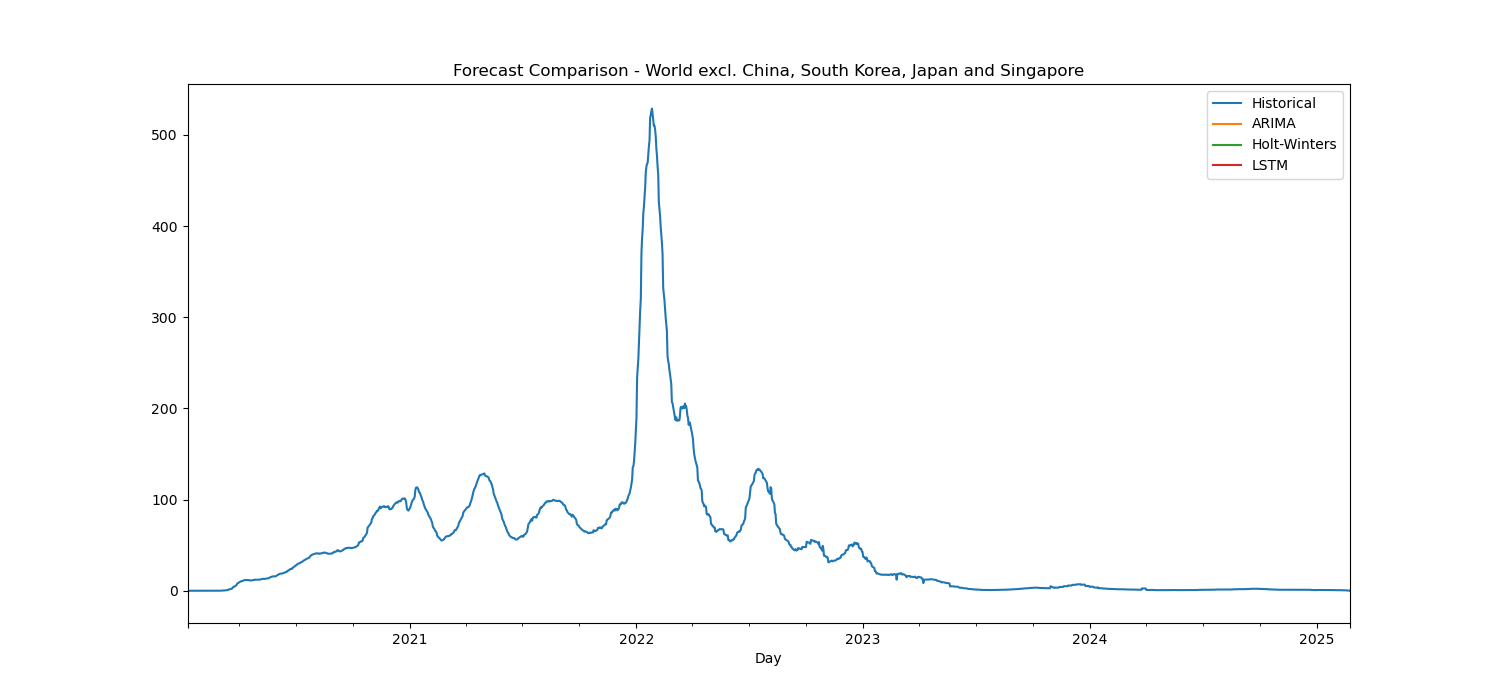 Forecast Comparison - World excl. China, South Korea, Japan and Singapore
Historical
ARIMA
Holt-Winters
LSTM
500
400
300
200
100
0
2021 2022 2023 2024 2025
Day